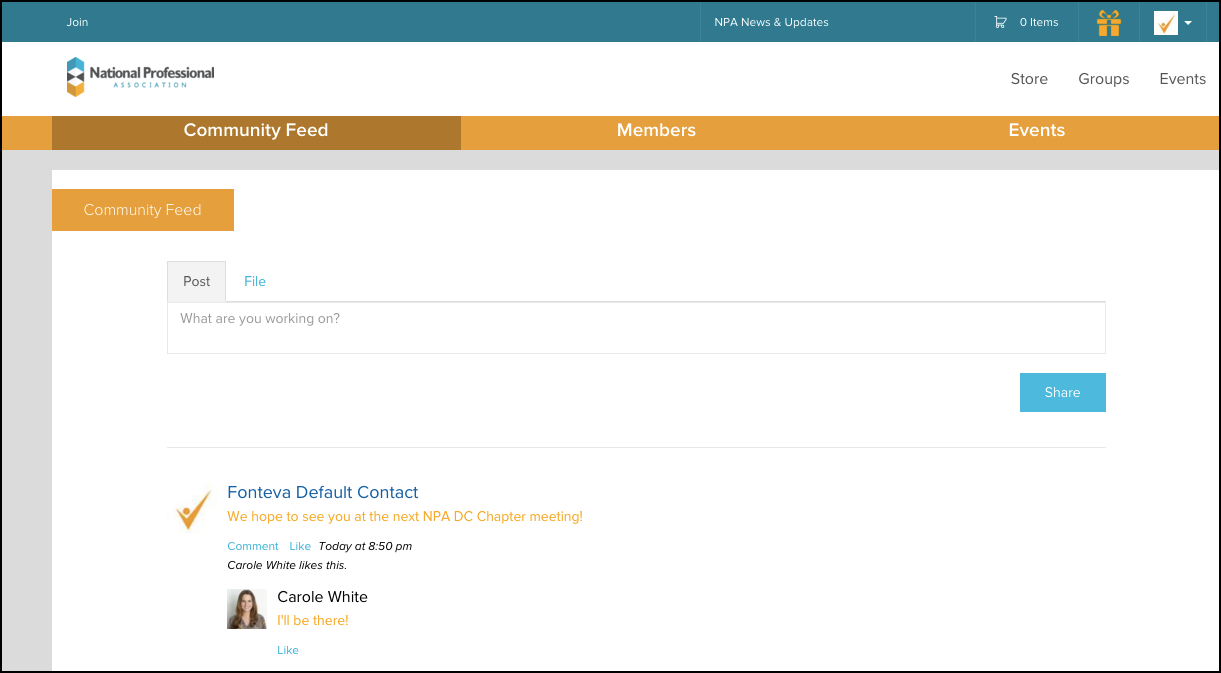 Join NPA News & Updates 0 Items
National Professional
ASSOCIATION
Store Groups Events
Community Feed Members Events
Community Feed
Post File
What are you working on?
Share
Fonteva Default Contact
We hope to see you at the next NPA DC Chapter meeting!
Comment Like Today at 8:50 pm
Carole White likes this.
Carole White
I'll be there!
Like